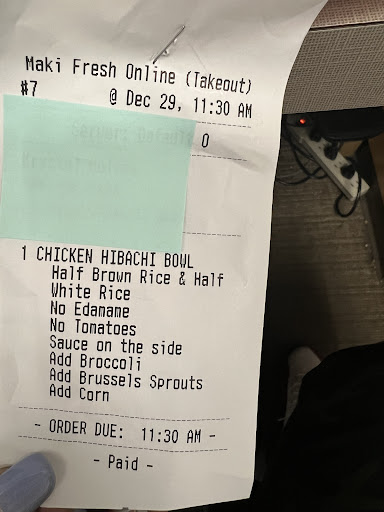 Maki Fresh Online (Takeout)
#7 @ Dec 29, 11:30 AM
0
1 CHICKEN HIBACHI BOWL
Half Brown Rice & Half
White Rice
No Edamame
No Tomatoes
Sauce on the side
Add Broccoli
Add Brussels Sprouts
Add Corn
- ORDER DUE: 11:30 AM -
- Paid -